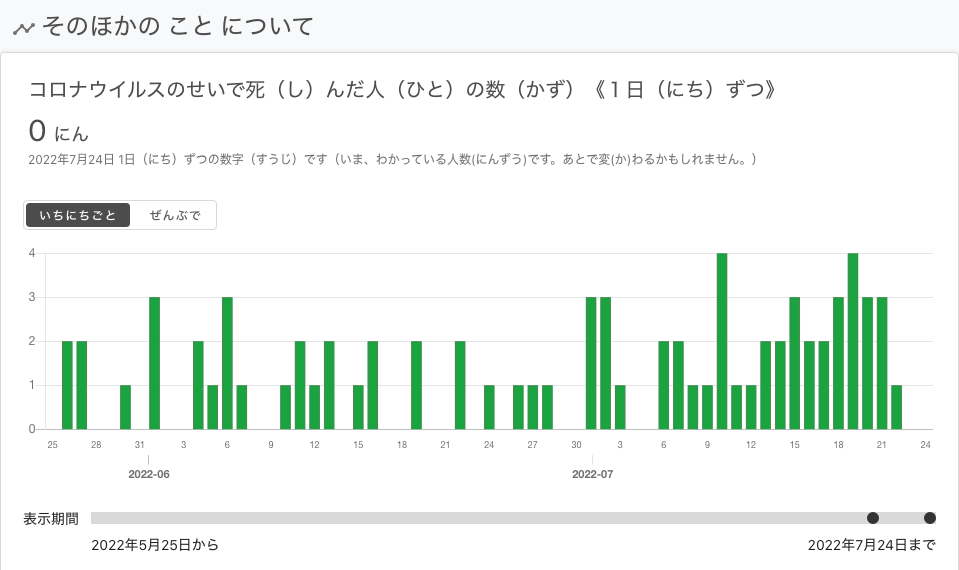 そのほかの こと について
コロナウイルスのせいで死（し）んだ人（ひと）の数（かず）《１日（にち）ずつ》
0 にん
2022年7月24日 1日（にち）ずつの数字（すうじ）です（いま、わかっている人数(にんずう)です。あとで変(か)わるかもしれません。）
いちにちごと ぜんぶで
4
3
2
1
0
25 28 31 3 6 9 12 15 18 21 24 27 30 3 6 9 12 15 18 21 24
2022-06 2022-07
表示期間
2022年5月25日から 2022年7月24日まで